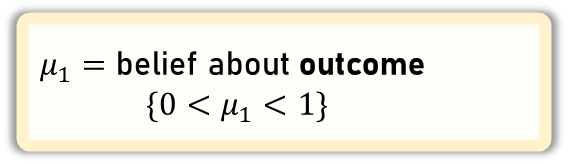 μ₁ = belief about outcome
{0 < μ₁ < 1}